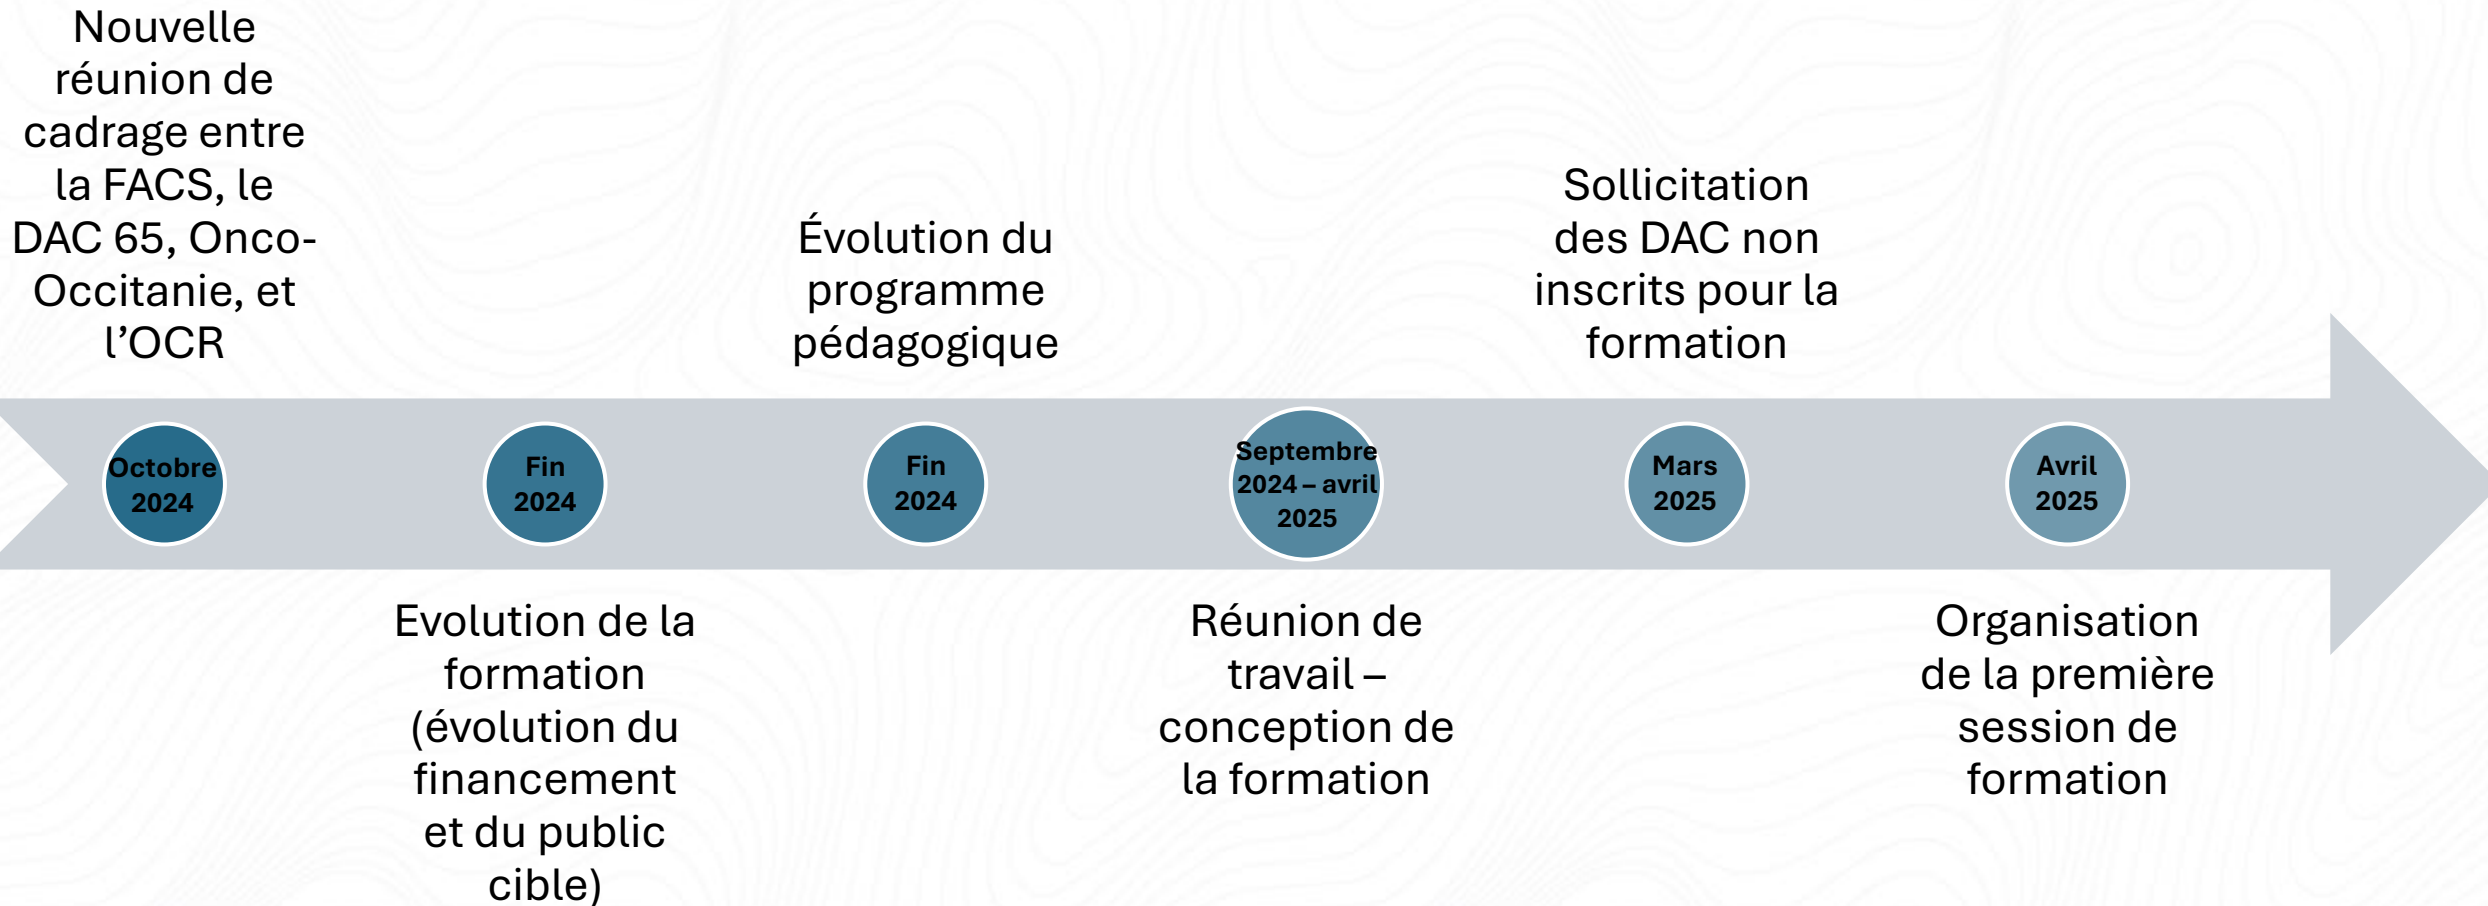 Nouvelle
réunion de
cadrage entre
la FACS, le
DAC 65, Onco-
Occitanie, et
l’OCR
Octobre
2024
Fin
2024
Evolution de la
formation
(évolution du
financement
et du public
cible)
Évolution du
programme
pédagogique
Fin
2024
Septembre
2024 – avril
2025
Réunion de
travail –
conception de
la formation
Sollicitation
des DAC non
inscrits pour la
formation
Mars
2025
Avril
2025
Organisation
de la première
session de
formation